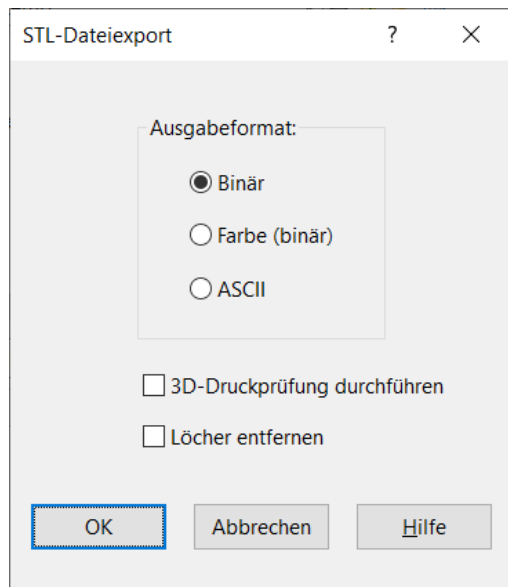 STL-Dateiexport ?
Ausgabeformat:
Binär
Farbe (binär)
ASCII
3D-Druckprüfung durchführen
Löcher entfernen
OK Abbrechen Hilfe